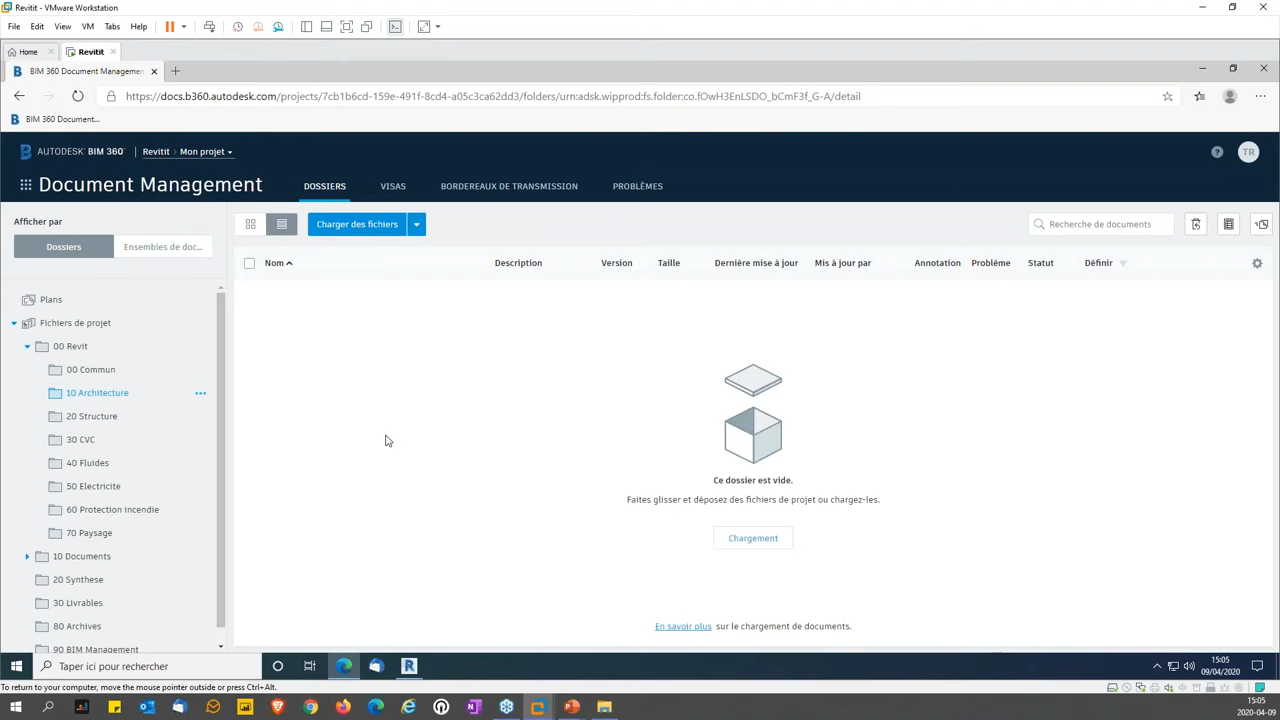 Revitit - VMware Workstation
File Edit View VM Tabs Help
Home Revitit
BIM 360 Document Managemen
https://docs.b360.autodesk.com/projects/7cb1b6cd-159e-491f-8cd4-a05c3ca62dd3/folders/urn:adsk.wipprod:fs.folder:co.fOwH3EnLSDO_bCmF3f_G-A/detail
BIM 360 Document...
AUTODESK® BIM 360® Revitit > Mon projet
TR
Document Management DOSSIERS VISAS BORDEREAUX DE TRANSMISSION PROBLÈMES
Afficher par
Charger des fichiers Recherche de documents
Dossiers Ensembles de doc...
Nom Description Version Taille Dernière mise à jour Mis à jour par Annotation Problème Statut Définir
Plans
Fichiers de projet
00 Revit
00 Commun
10 Architecture
20 Structure
30 CVC
40 Fluides
50 Electricite
60 Protection incendie
70 Paysage
10 Documents
20 Synthese
30 Livrables
80 Archives
90 BIM Management
Ce dossier est vide.
Faites glisser et déposez des fichiers de projet ou chargez-les.
Chargement
En savoir plus sur le chargement de documents.
Taper ici pour rechercher
15:05
09/04/2020
To return to your computer, move the mouse pointer outside or press Ctrl+Alt.
15:05
2020-04-09